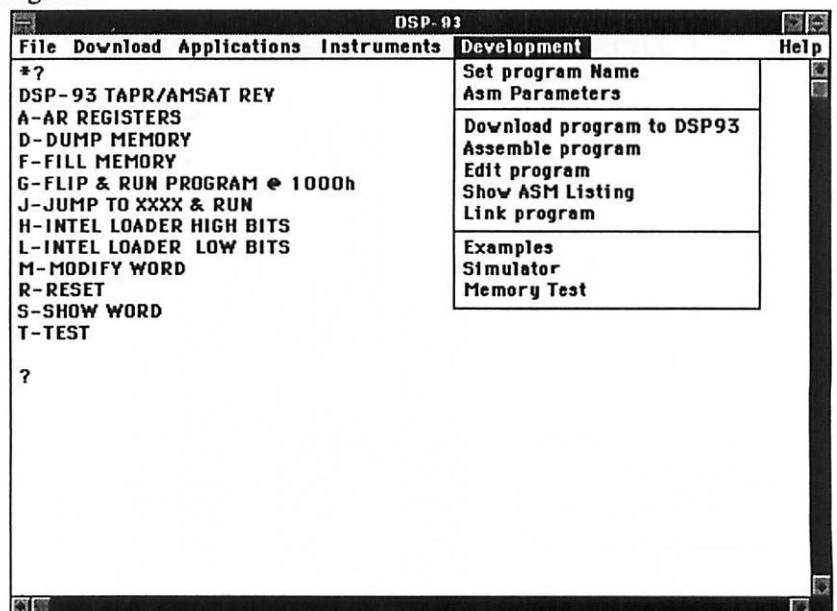 DSP-93
File Download Applications Instruments Development Help
*?
DSP-93 TAPR/AMSAT REV
A-AR REGISTERS
D-DUMP MEMORY
F-FILL MEMORY
G-FLIP & RUN PROGRAM @ 1000h
J-JUMP TO XXXX & RUN
H-INTEL LOADER HIGH BITS
L-INTEL LOADER LOW BITS
M-MODIFY WORD
R-RESET
S-SHOW WORD
T-TEST
?
Set program Name
Asm Parameters
Download program to DSP93
Assemble program
Edit program
Show ASM Listing
Link program
Examples
Simulator
Memory Test